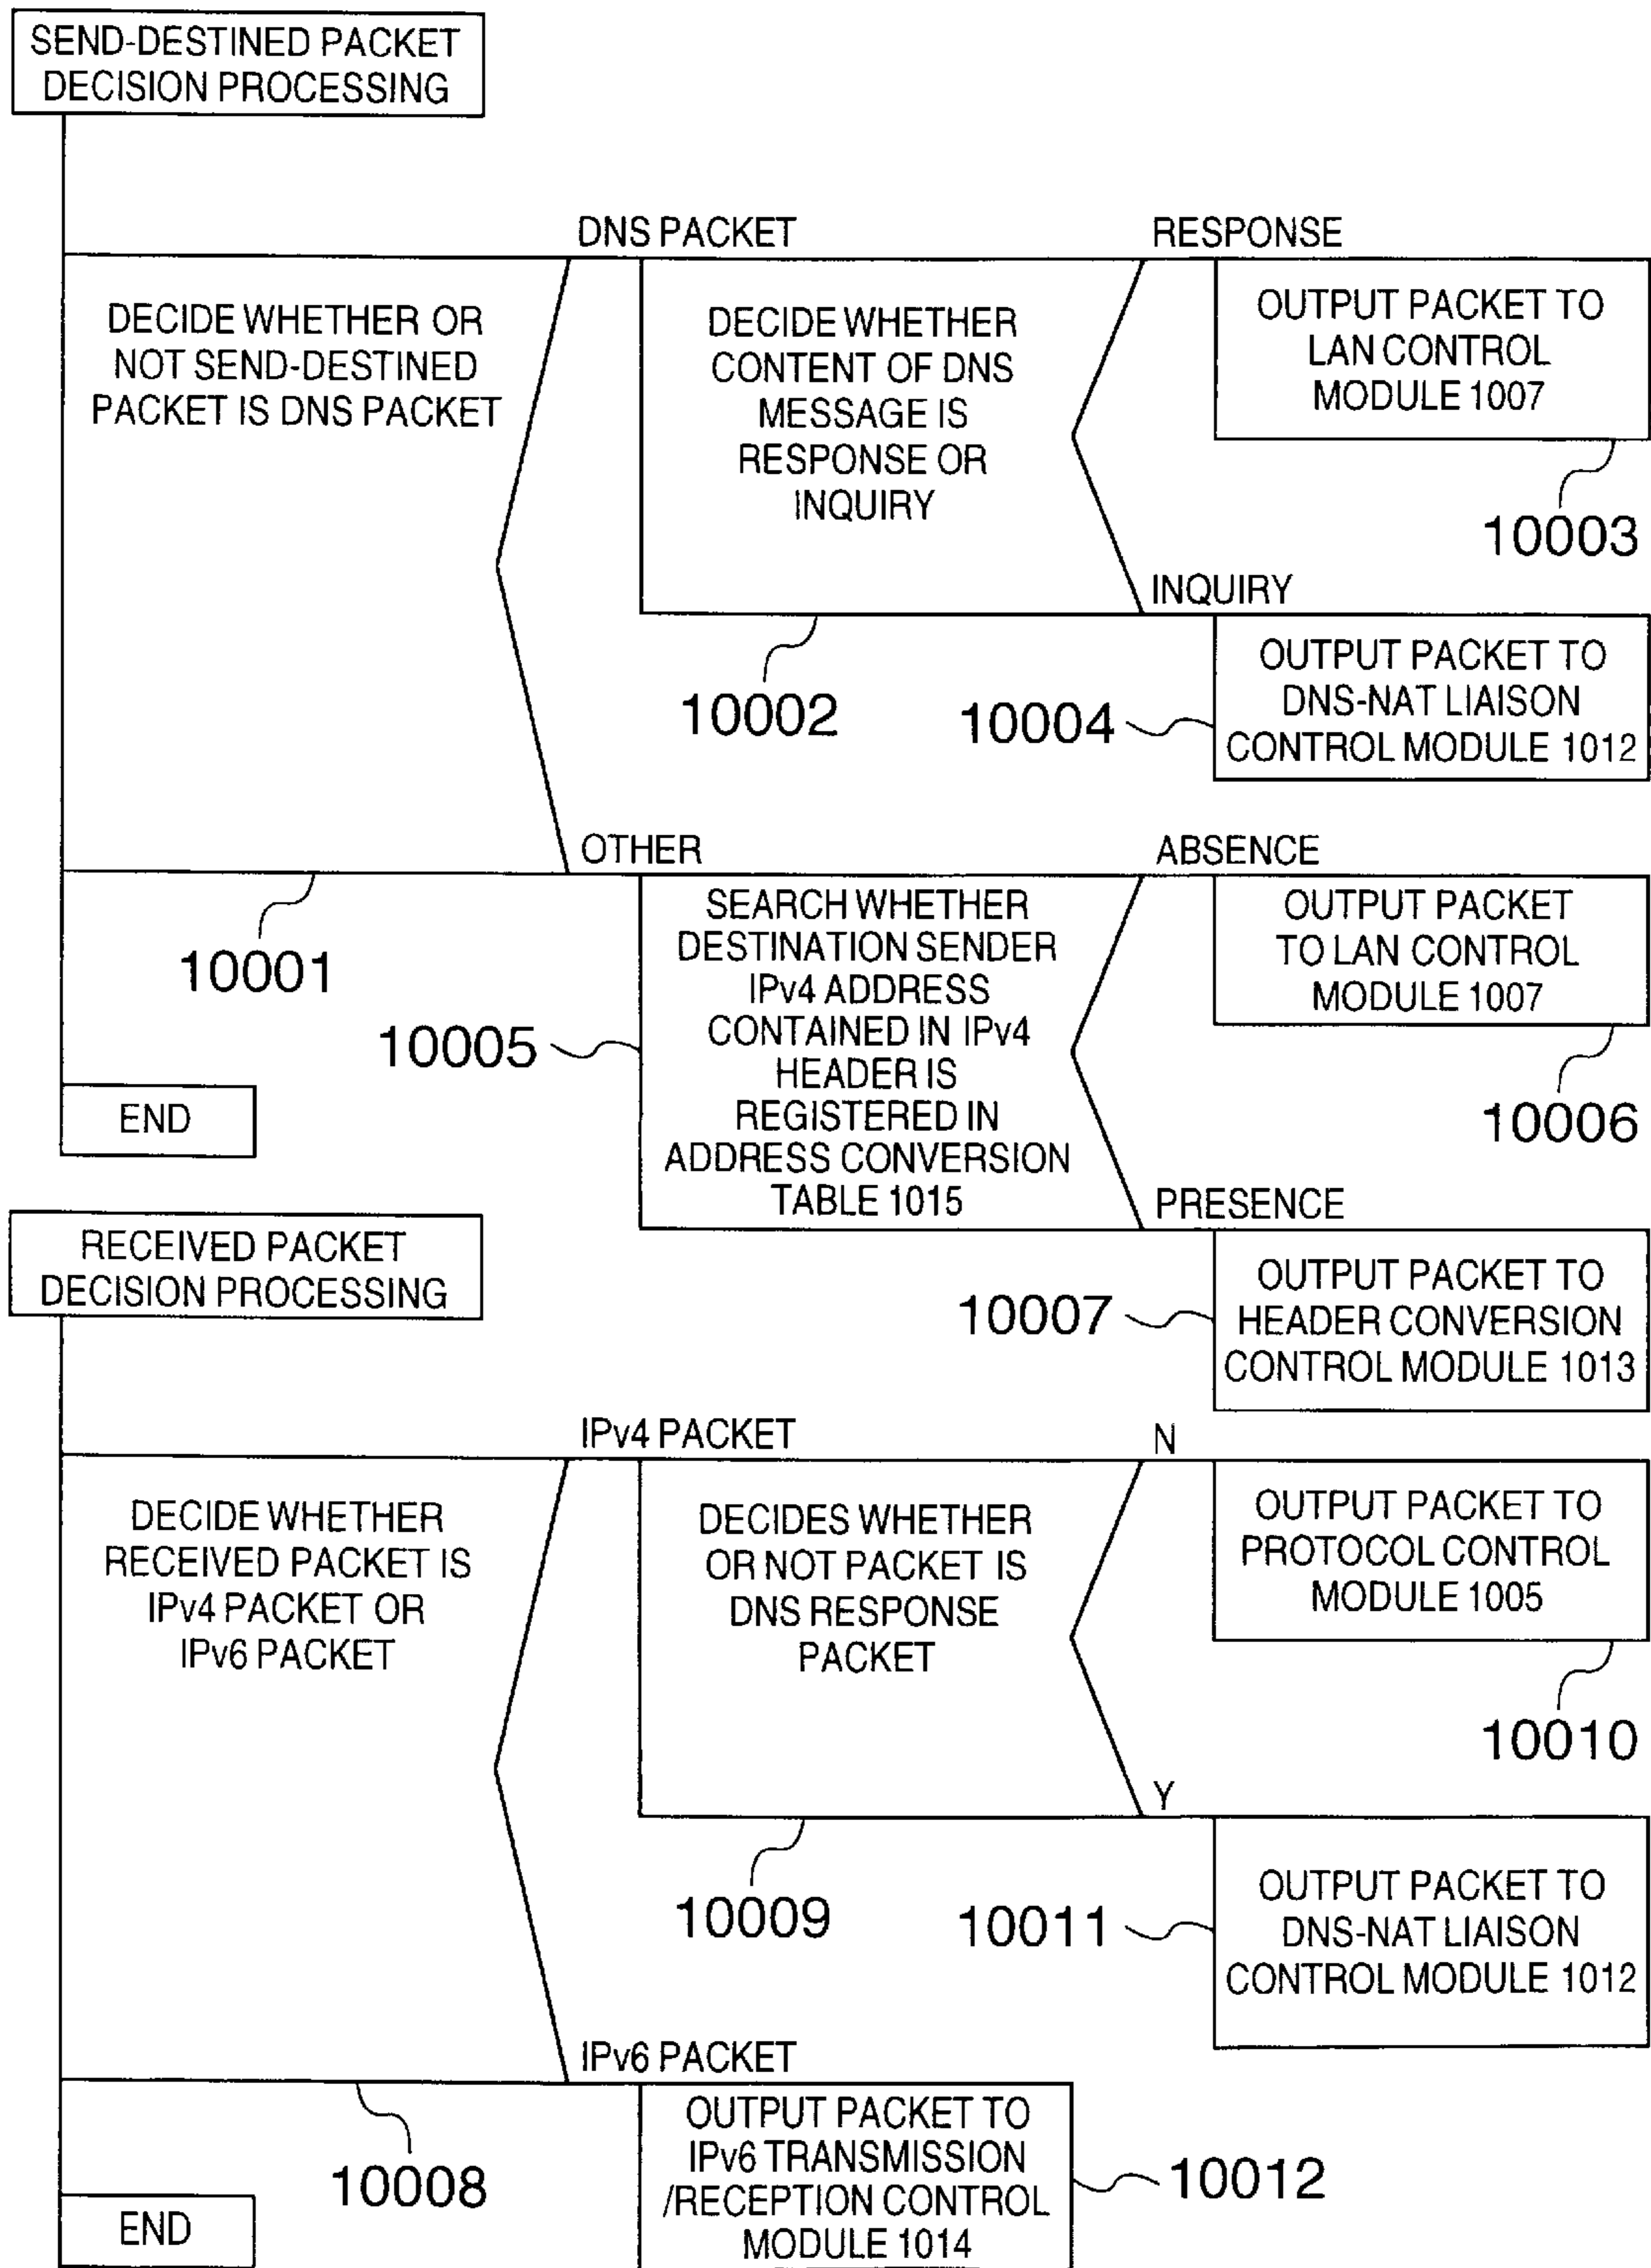 SEND-DESTINED PACKET
DECISION PROCESSING
DNS PACKET
RESPONSE
DECIDE WHETHER OR
NOT SEND-DESTINED
PACKET IS DNS PACKET
DECIDE WHETHER
CONTENT OF DNS
MESSAGE IS
RESPONSE OR
INQUIRY
OUTPUT PACKET TO
LAN CONTROL
MODULE 1007
10003
INQUIRY
10002
10004
OUTPUT PACKET TO
DNS-NAT LIAISON
CONTROL MODULE 1012
OTHER
ABSENCE
10001
10005
SEARCH WHETHER
DESTINATION SENDER
IPv4 ADDRESS
CONTAINED IN IPv4
HEADER IS
REGISTERED IN
ADDRESS CONVERSION
TABLE 1015
OUTPUT PACKET
TO LAN CONTROL
MODULE 1007
10006
END
PRESENCE
10007
OUTPUT PACKET TO
HEADER CONVERSION
CONTROL MODULE 1013
RECEIVED PACKET
DECISION PROCESSING
IPv4 PACKET
N
DECIDE WHETHER
RECEIVED PACKET IS
IPv4 PACKET OR
IPv6 PACKET
DECIDES WHETHER
OR NOT PACKET IS
DNS RESPONSE
PACKET
OUTPUT PACKET TO
PROTOCOL CONTROL
MODULE 1005
10010
Y
10009
10011
OUTPUT PACKET TO
DNS-NAT LIAISON
CONTROL MODULE 1012
IPv6 PACKET
10008
OUTPUT PACKET TO
IPv6 TRANSMISSION
/RECEPTION CONTROL
MODULE 1014
10012
END